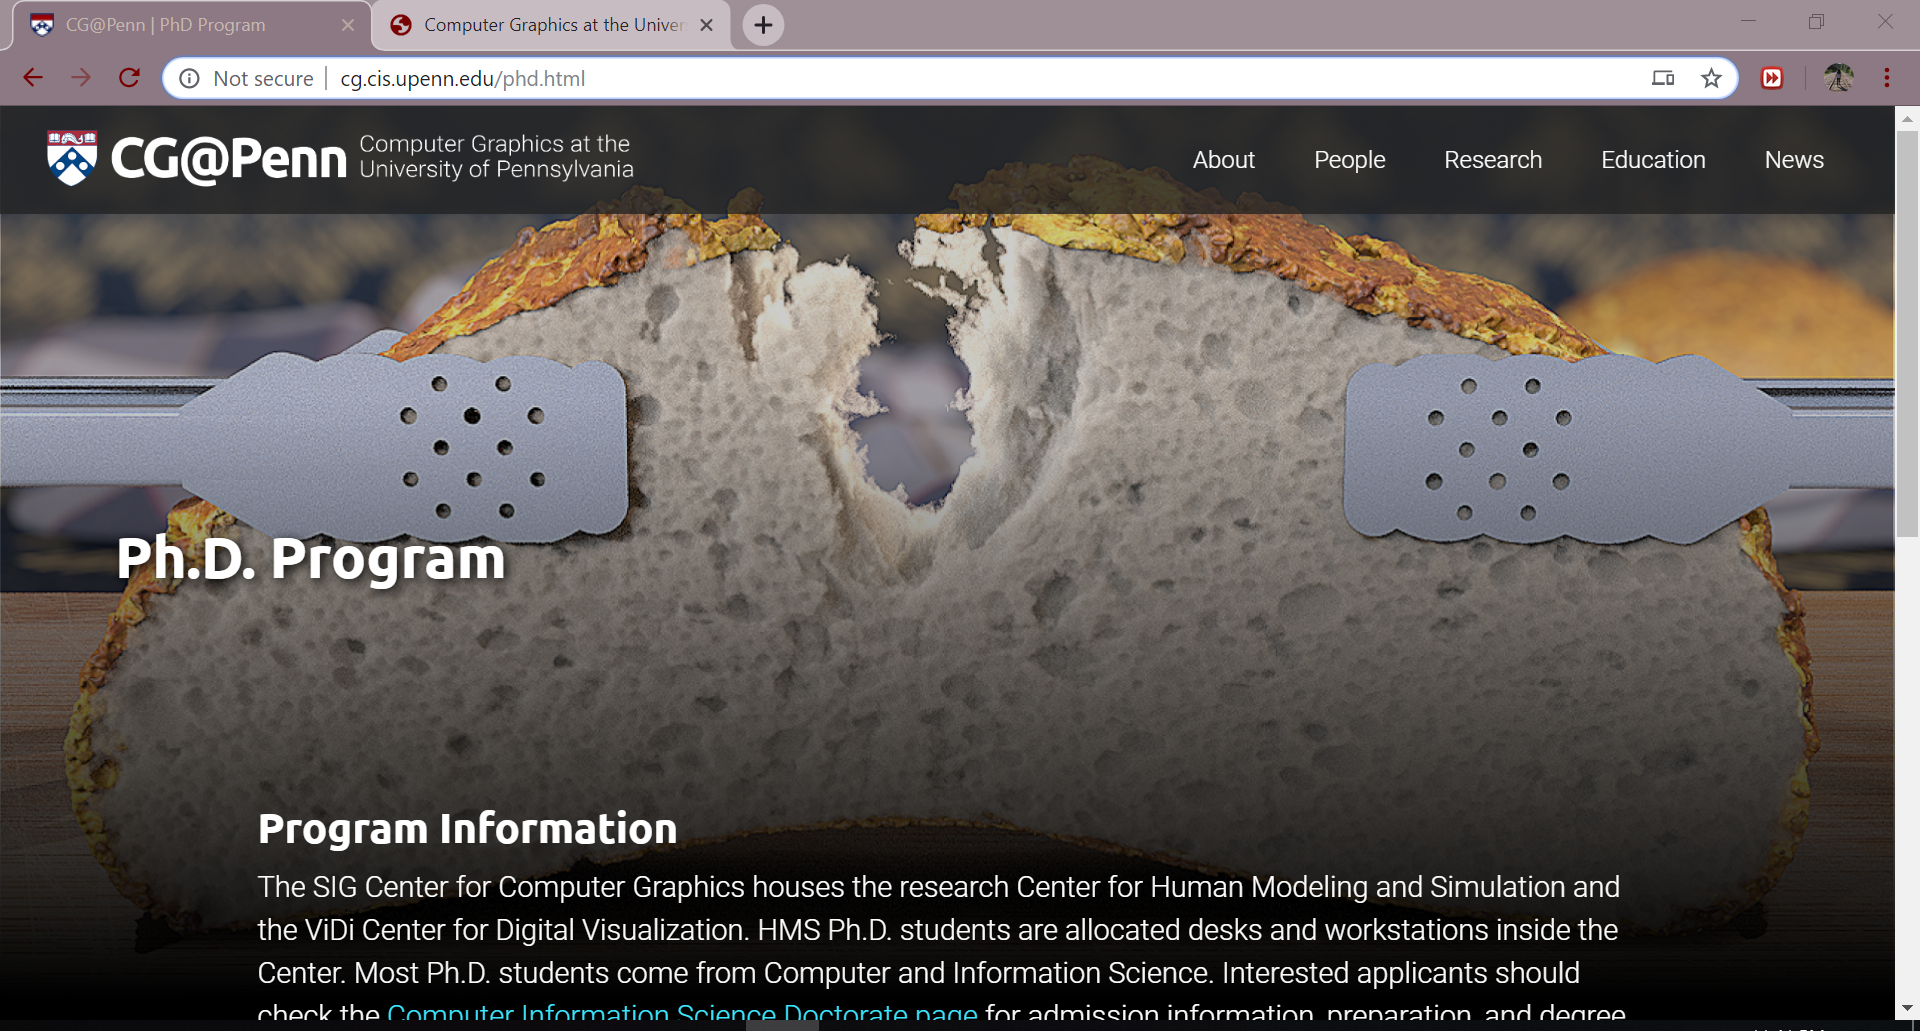 CG@Penn | PhD Program
Computer Graphics at the Univer
Not secure
cg.cis.upenn.edu/phd.html
CG@Penn
Computer Graphics at the
University of Pennsylvania
About
People
Research
Education
News
Ph.D. Program
Program Information
The SIG Center for Computer Graphics houses the research Center for Human Modeling and Simulation and
the ViDi Center for Digital Visualization. HMS Ph.D. students are allocated desks and workstations inside the
Center. Most Ph.D. students come from Computer and Information Science. Interested applicants should
check the Computer Information Science Doctorate page for admission information, preparation, and degree